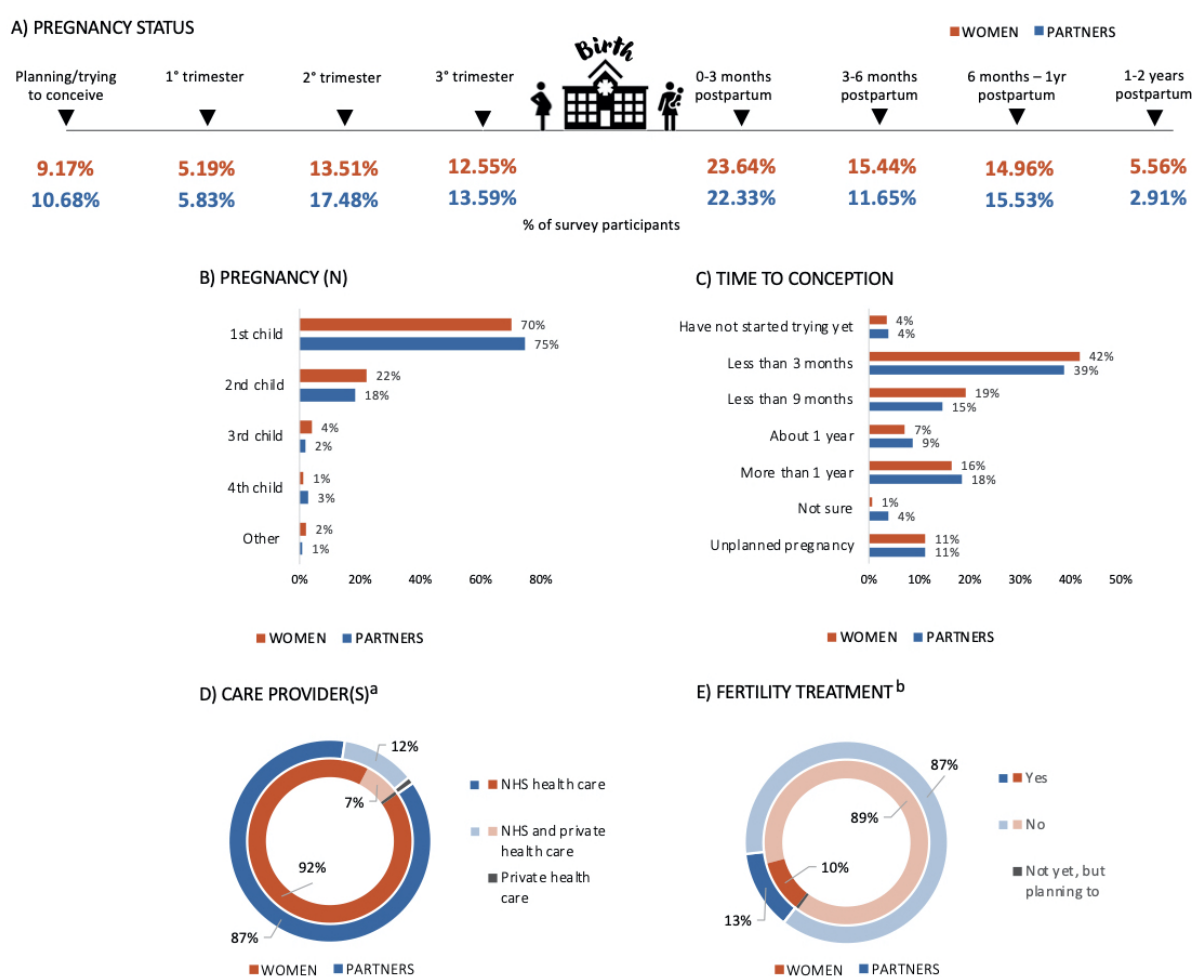 A) PREGNANCY STATUS
WOMEN PARTNERS
Birth
Planning/trying
to conceive
1° trimester
2° trimester
3° trimester
0-3 months
postpartum
3-6 months
postpartum
6 months – 1yr
postpartum
1-2 years
postpartum
9.17% 5.19% 13.51% 12.55% 23.64% 15.44% 14.96% 5.56%
10.68% 5.83% 17.48% 13.59% 22.33% 11.65% 15.53% 2.91%
% of survey participants
B) PREGNANCY (N)
1st child
70%
75%
2nd child
22%
18%
3rd child
4%
2%
4th child
1%
3%
Other
2%
1%
0% 20% 40% 60% 80%
WOMEN PARTNERS
C) TIME TO CONCEPTION
Have not started trying yet
4%
4%
Less than 3 months
42%
39%
Less than 9 months
19%
15%
About 1 year
7%
9%
More than 1 year
16%
18%
Not sure
1%
4%
Unplanned pregnancy
11%
11%
0% 10% 20% 30% 40% 50%
WOMEN PARTNERS
D) CARE PROVIDER(S)a
12%
7%
92%
87%
NHS health care
NHS and private
health care
Private health
care
WOMEN PARTNERS
E) FERTILITY TREATMENT b
87%
89%
10%
13%
Yes
No
Not yet, but
planning to
WOMEN PARTNERS